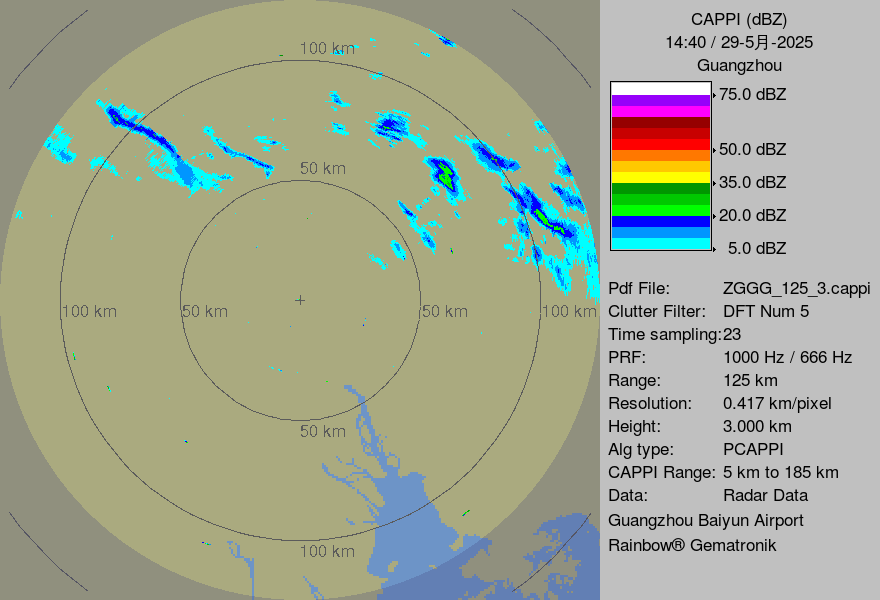 100 km
50 km
100 km
50 km
50 km
100 km
50 km
100 km
CAPPI (dBZ)
14:40 / 29-5月-2025
Guangzhou
75.0 dBZ
50.0 dBZ
35.0 dBZ
20.0 dBZ
5.0 dBZ
Pdf File: ZGGG_125_3.cappi
Clutter Filter: DFT Num 5
Time sampling:23
PRF: 1000 Hz / 666 Hz
Range: 125 km
Resolution: 0.417 km/pixel
Height: 3.000 km
Alg type: PCAPPI
CAPPI Range: 5 km to 185 km
Data: Radar Data
Guangzhou Baiyun Airport
Rainbow® Gematronik